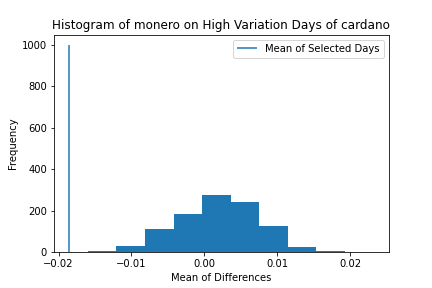 Histogram of monero on High Variation Days of cardano
Mean of Selected Days
1000
800
600
400
200
0
Frequency
−0.02 −0.01 0.00 0.01 0.02
Mean of Differences